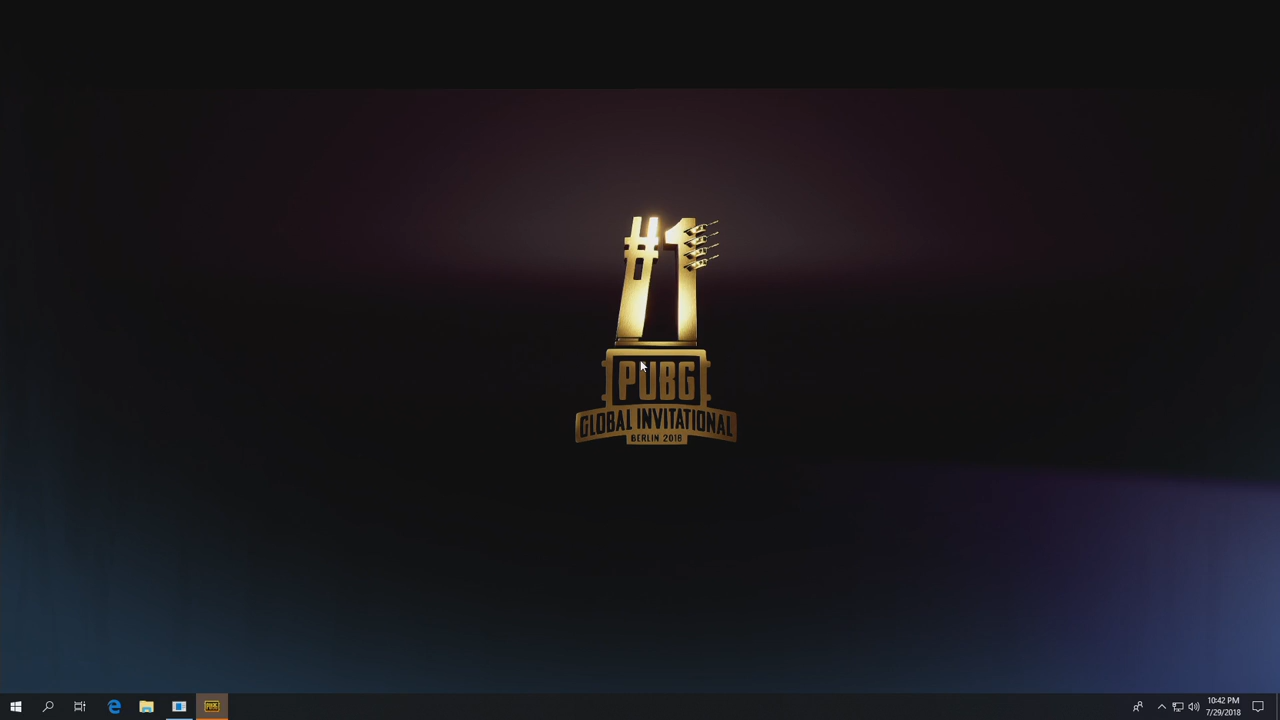 #1
PUBG
GLOBAL INVITATIONAL
BERLIN 2018
10:42 PM
7/29/2018